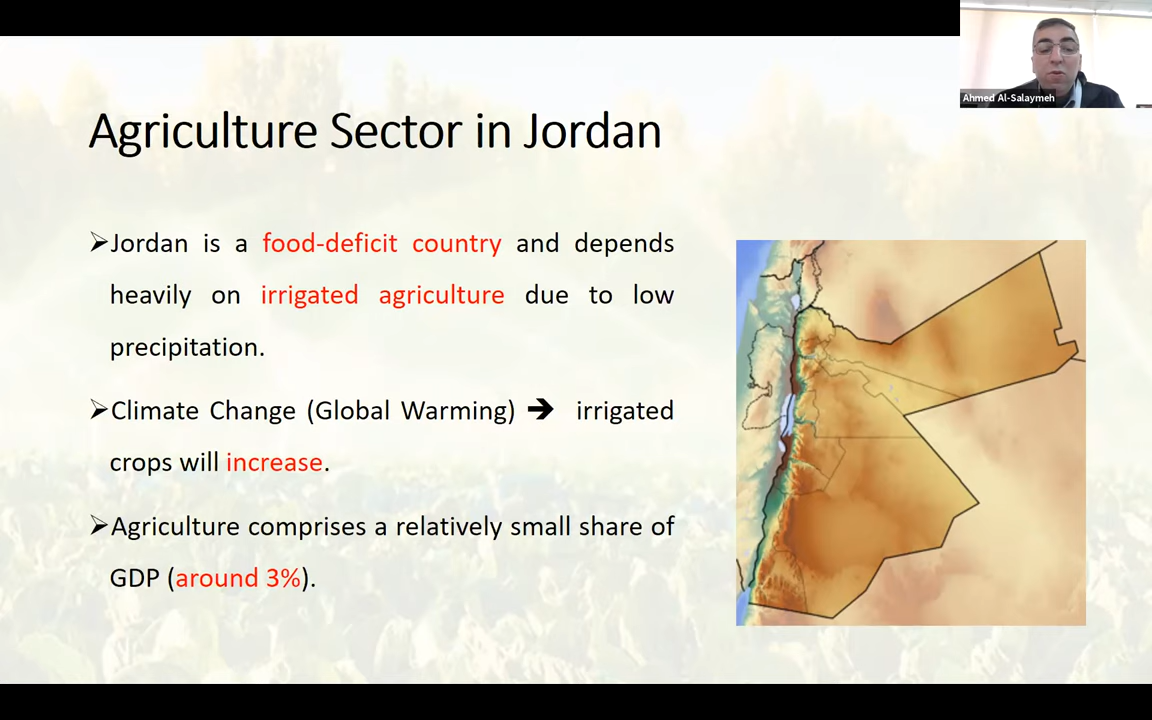 Ahmed Al-Salaymeh
Agriculture Sector in Jordan
➢Jordan is a food-deficit country and depends
heavily on irrigated agriculture due to low
precipitation.
➢Climate Change (Global Warming) ➔ irrigated
crops will increase.
➢Agriculture comprises a relatively small share of
GDP (around 3%).